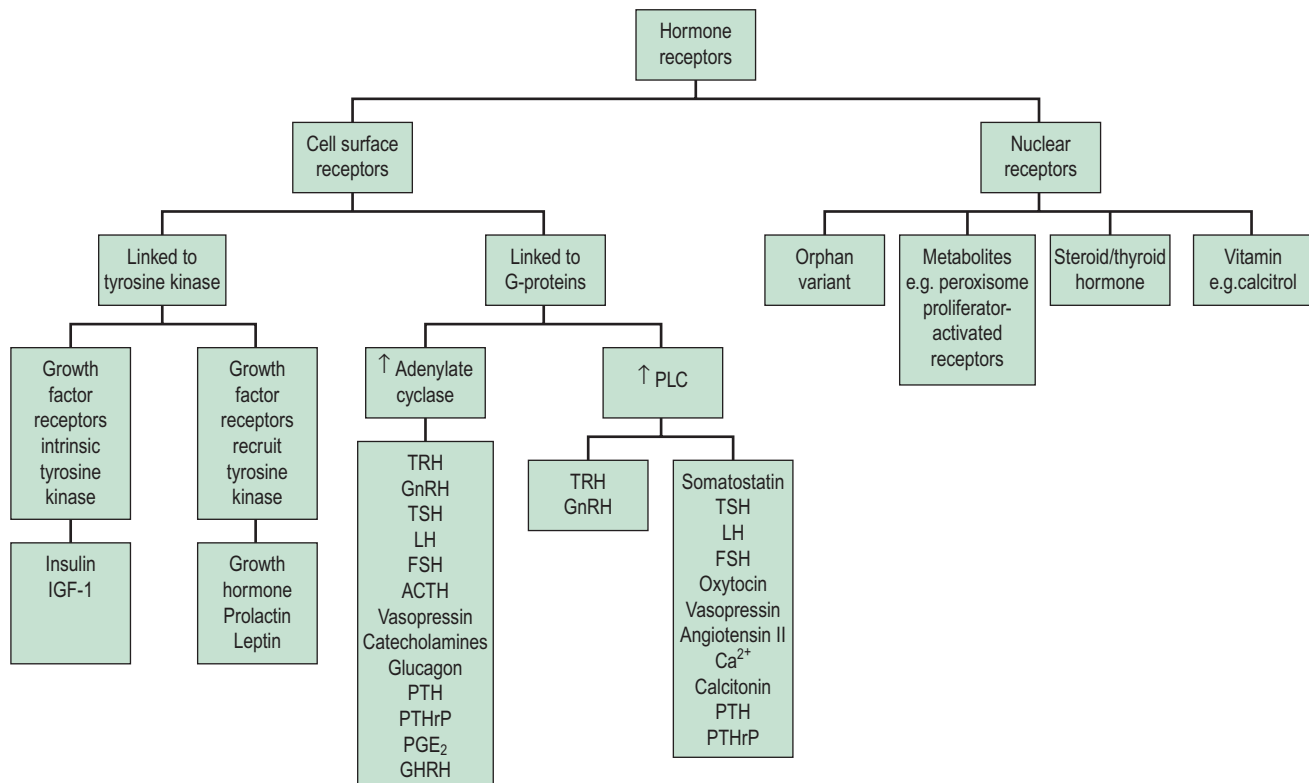 Hormone
receptors
Cell surface
receptors
Nuclear
receptors
Linked to
tyrosine kinase
Linked to
G-proteins
Orphan
variant
Metabolites
e.g. peroxisome
proliferator-
activated
receptors
Steroid/thyroid
hormone
Vitamin
e.g.calcitrol
Growth
factor
receptors
intrinsic
tyrosine
kinase
Growth
factor
receptors
recruit
tyrosine
kinase
↑ Adenylate
cyclase
↑ PLC
Insulin
IGF-1
Growth
hormone
Prolactin
Leptin
TRH
GnRH
TSH
LH
FSH
ACTH
Vasopressin
Catecholamines
Glucagon
PTH
PTHrP
PGE₂
GHRH
TRH
GnRH
Somatostatin
TSH
LH
FSH
Oxytocin
Vasopressin
Angiotensin II
Ca²⁺
Calcitonin
PTH
PTHrP